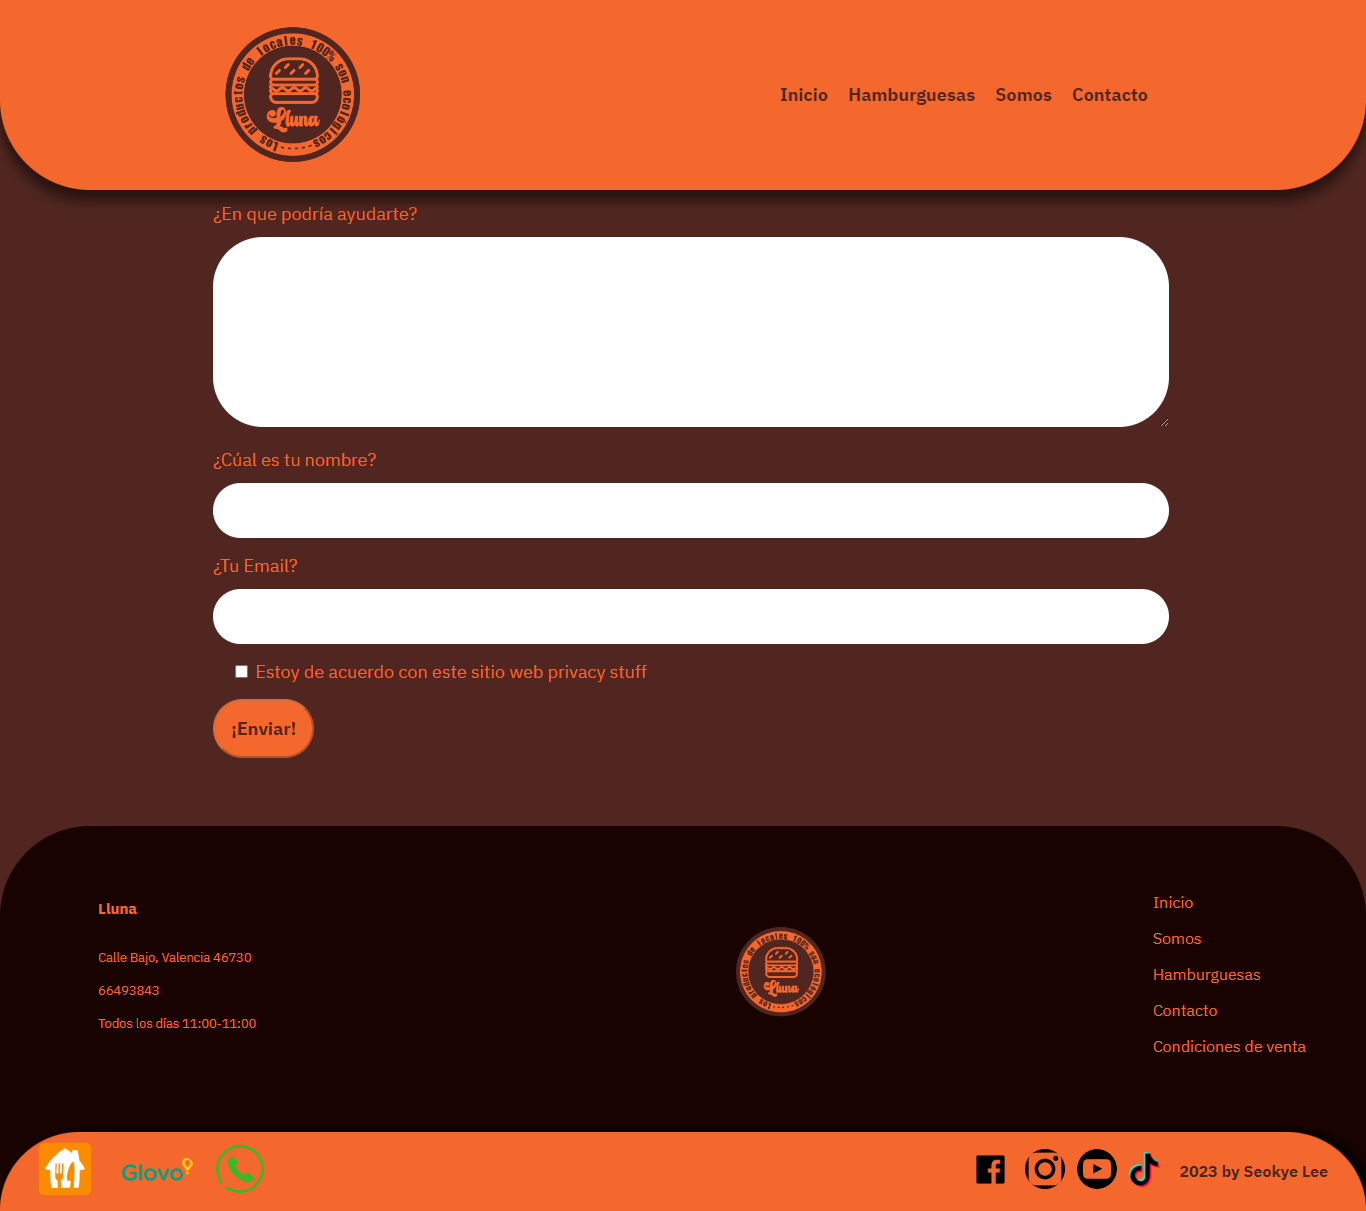 Los productos de locales 100% son ecológicos-----
Lluna
Inicio Hamburguesas Somos Contacto
¿En que podría ayudarte?
¿Cúal es tu nombre?
¿Tu Email?
Estoy de acuerdo con este sitio web privacy stuff
¡Enviar!
Lluna
Calle Bajo, Valencia 46730
66493843
Todos los días 11:00-11:00
Los productos de locales 100% son ecológicos-----
Lluna
Inicio
Somos
Hamburguesas
Contacto
Condiciones de venta
Glovo
2023 by Seokye Lee